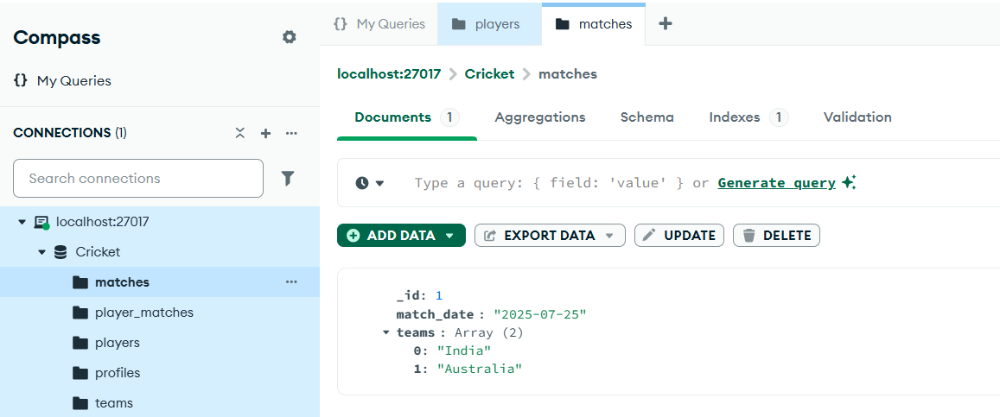 Compass
{} My Queries
CONNECTIONS (1)
Search connections
localhost:27017
Cricket
matches
player_matches
players
profiles
teams
{} My Queries
players
matches
localhost:27017 > Cricket > matches
Documents 1 Aggregations Schema Indexes 1 Validation
Type a query: { field: 'value' } or Generate query
ADD DATA EXPORT DATA UPDATE DELETE
_id: 1
match_date : "2025-07-25"
teams : Array (2)
0: "India"
1: "Australia"